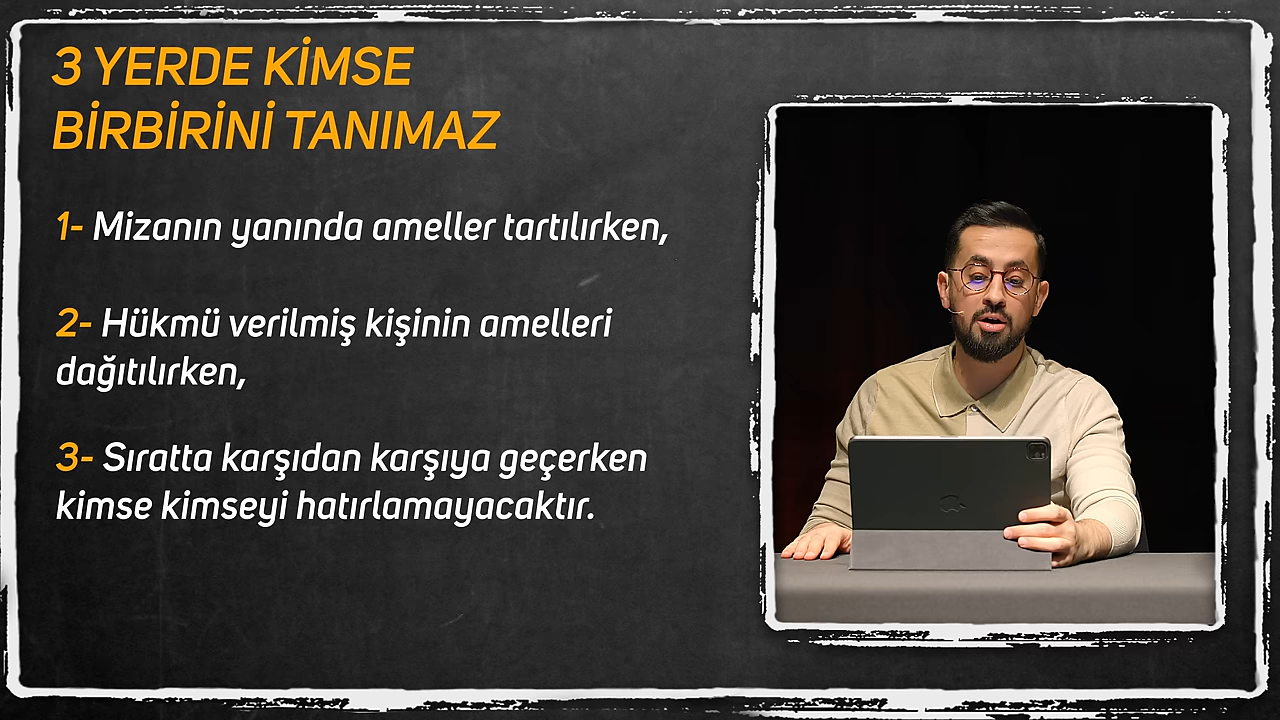 3 YERDE KİMSE
BİRBİRİNİ TANIMAZ
1- Mizanın yanında ameller tartılırken,
2- Hükmü verilmiş kişinin amelleri
dağıtılırken,
3- Sıratta karşıdan karşıya geçerken
kimse kimseyi hatırlamayacaktır.